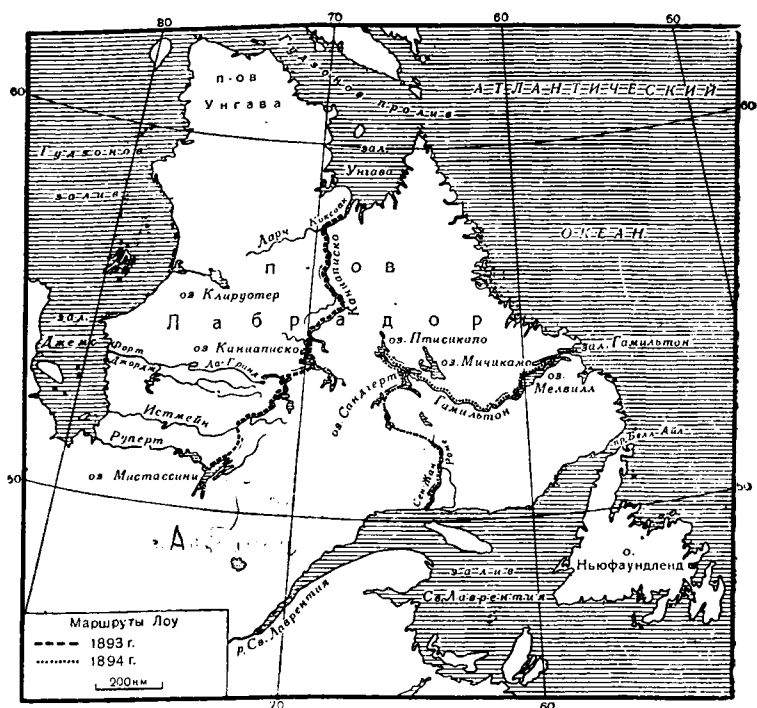 80
70
60
60
п-ов
Унгава
Гудзонов пролив
АТЛАНТИЧЕСКИЙ
60
60
Гудзонов
залив
зал.
Унгава
Коксоак
Ларч
ОКЕАН
Каниаписко
П-ОВ
оз Клируотер
Лабрадор
зал.
Джемс
Форт
Джордж
оз Каниаписко
Ла-Гранд
оз. Птисикапо
оз. Мичикамо
зал. Гамильтон
оз.
Мелвилл
оз Сандгерт
Гамильтон
Истмейн
Руперт
пр. Белл-Айл
оз Мистассини
Сен Жан
50
50
о.
Ньюфаундленд
залив
Св. Лаврентия
р. Св. Лаврентия
Маршруты Лоу
1893 г.
1894 г.
200 км
70
60